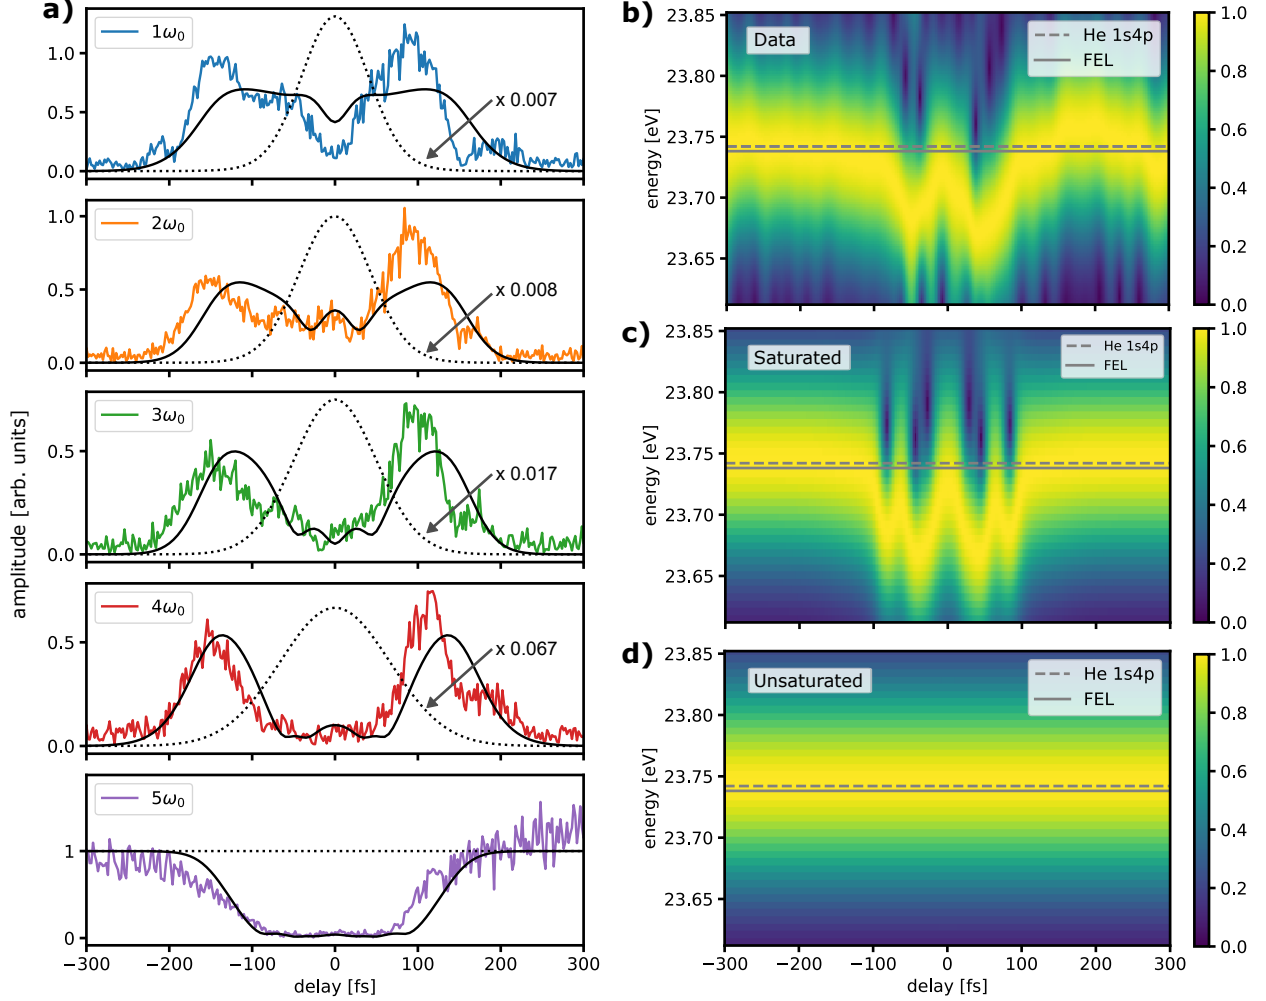 a)
amplitude [arb. units]
1ω₀
x 0.007
1.0
0.5
0.0
2ω₀
x 0.008
1.0
0.5
0.0
3ω₀
x 0.017
0.5
0.0
4ω₀
x 0.067
0.5
0.0
5ω₀
1
0
−300 −200 −100 0 100 200 300
delay [fs]
b)
Data
He 1s4p
FEL
energy [eV]
23.85
23.80
23.75
23.70
23.65
1.0
0.8
0.6
0.4
0.2
0.0
c)
Saturated
He 1s4p
FEL
energy [eV]
23.85
23.80
23.75
23.70
23.65
1.0
0.8
0.6
0.4
0.2
0.0
d)
Unsaturated
He 1s4p
FEL
energy [eV]
23.85
23.80
23.75
23.70
23.65
1.0
0.8
0.6
0.4
0.2
0.0
−300 −200 −100 0 100 200 300
delay [fs]